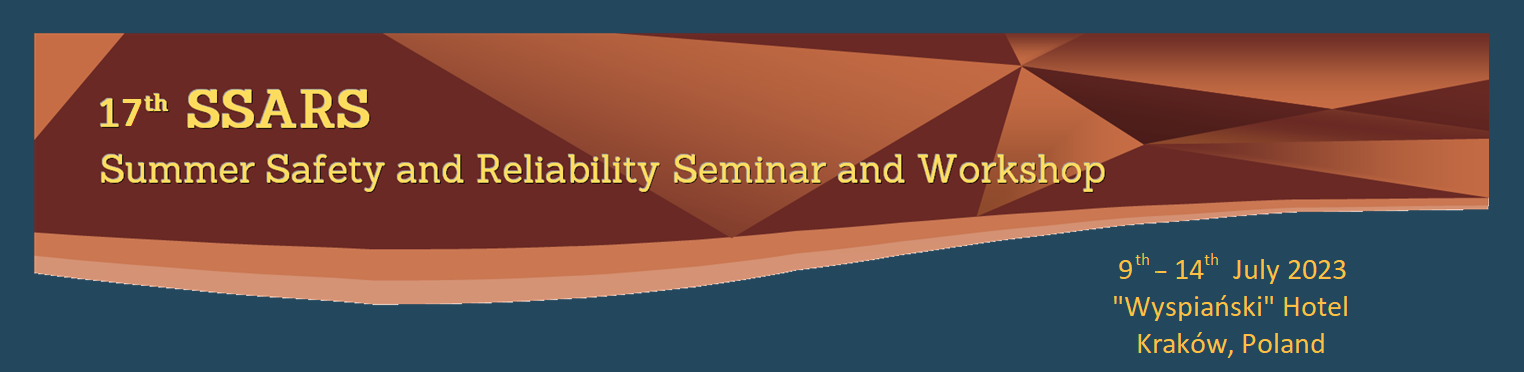 17th SSARS
Summer Safety and Reliability Seminar and Workshop
9th – 14th July 2023
"Wyspiański" Hotel
Kraków, Poland